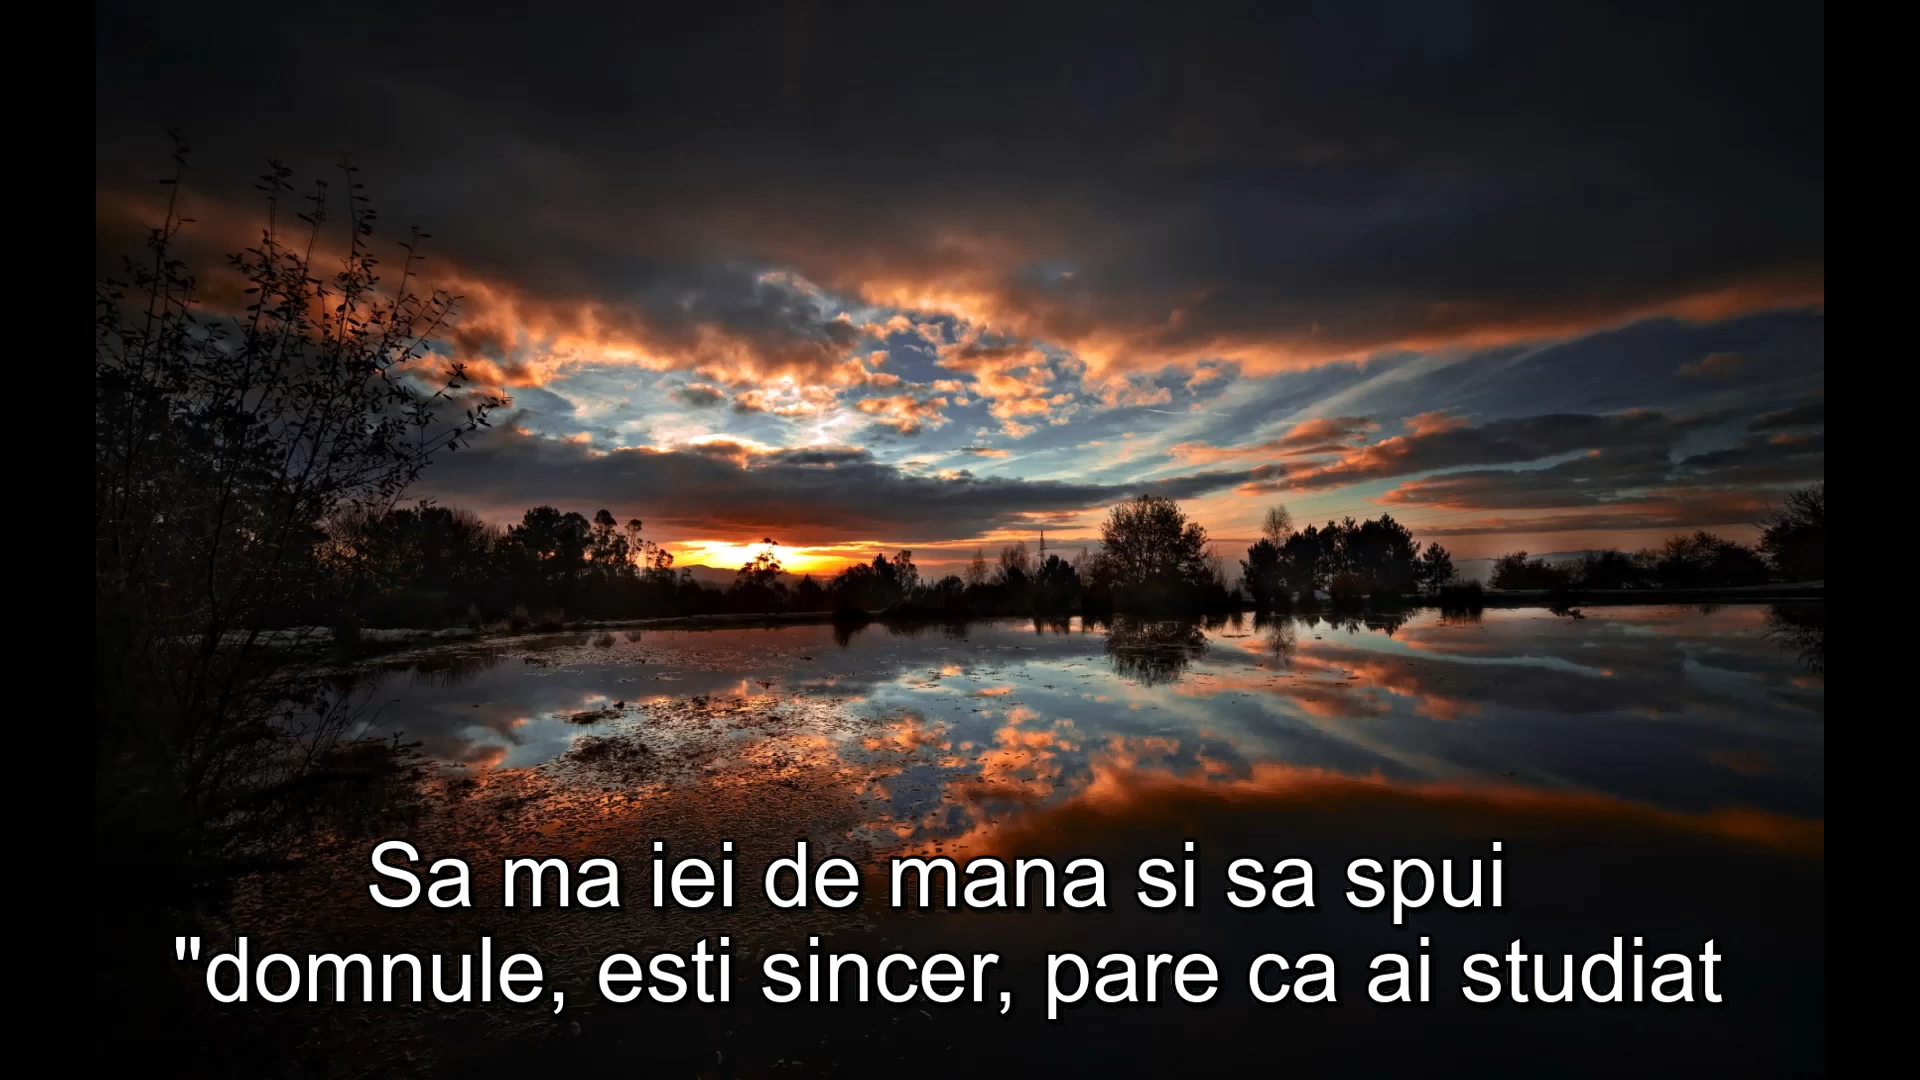 Sa ma iei de mana si sa spui
"domnule, esti sincer, pare ca ai studiat